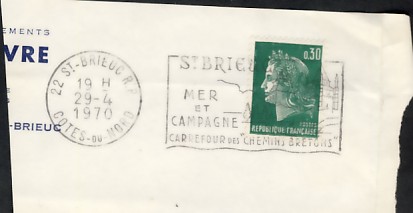 EMENTS
VRE
-BRIEUC
22 ST-BRIEUC R.P.
19 H
29-4
1970
COTES-DU-NORD
ST BRIEU
MER
ET
CAMPAGNE
CARREFOUR DES "CHEMINS BRETONS"
0,30
REPUBLIQUE FRANÇAISE